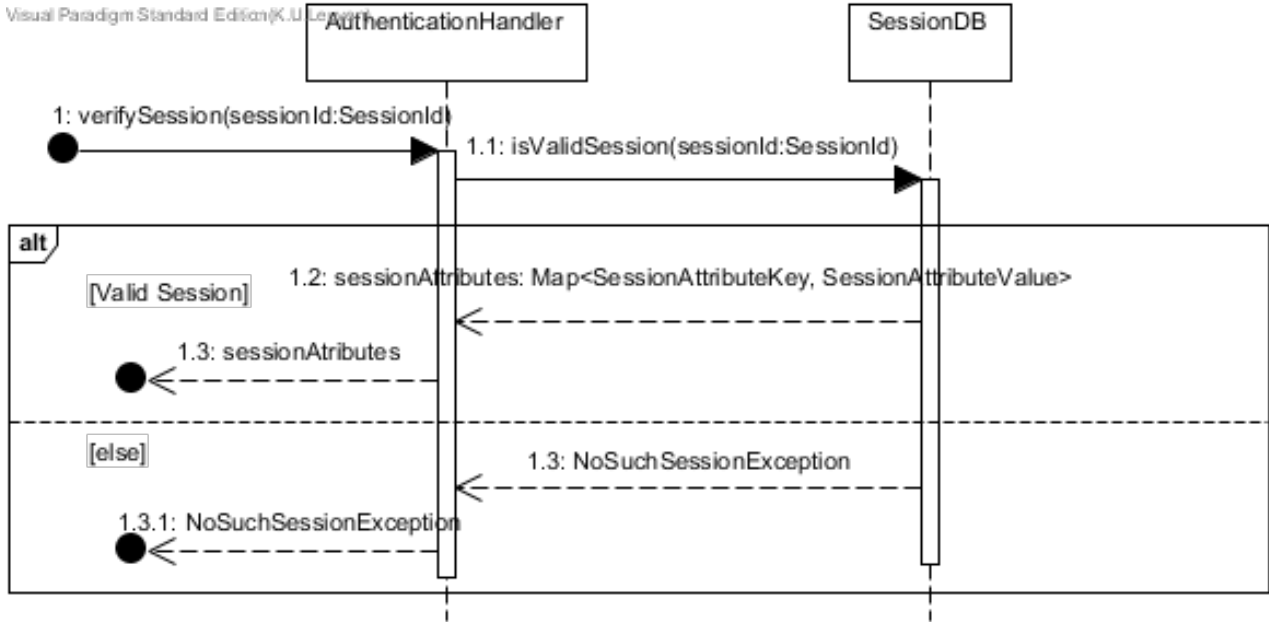 Visual Paradigm Standard Edition(K.U.Leuven)
AuthenticationHandler
SessionDB
1: verifySession(sessionId:SessionId)
1.1: isValidSession(sessionId:SessionId)
alt
1.2: sessionAttributes: Map<SessionAttributeKey, SessionAttributeValue>
[Valid Session]
1.3: sessionAtributes
[else]
1.3: NoSuchSessionException
1.3.1: NoSuchSessionException